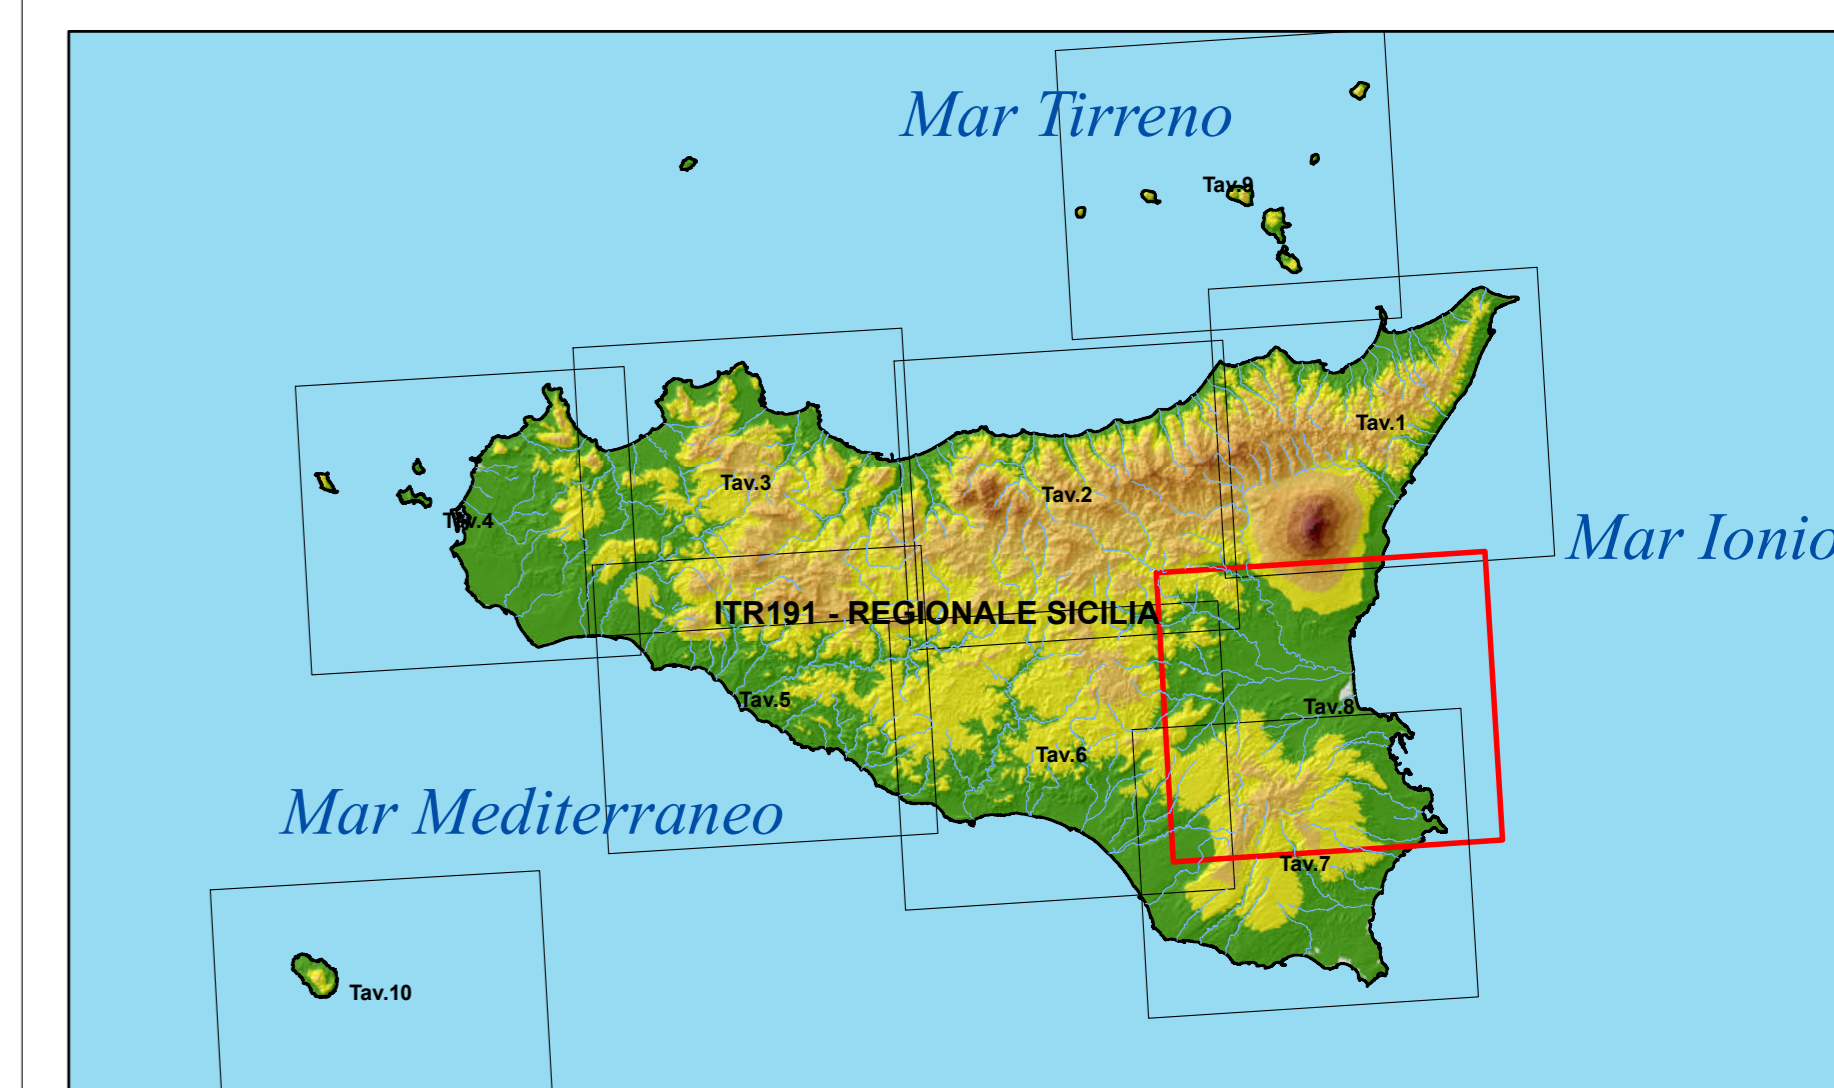 Mar Tirreno
Tav.9
Tav.1
Tav.3
Tav.2
Tav.4
Mar Ionio
ITR191 - REGIONALE SICILIA
Tav.5
Tav.8
Tav.6
Mar Mediterraneo
Tav.7
Tav.10